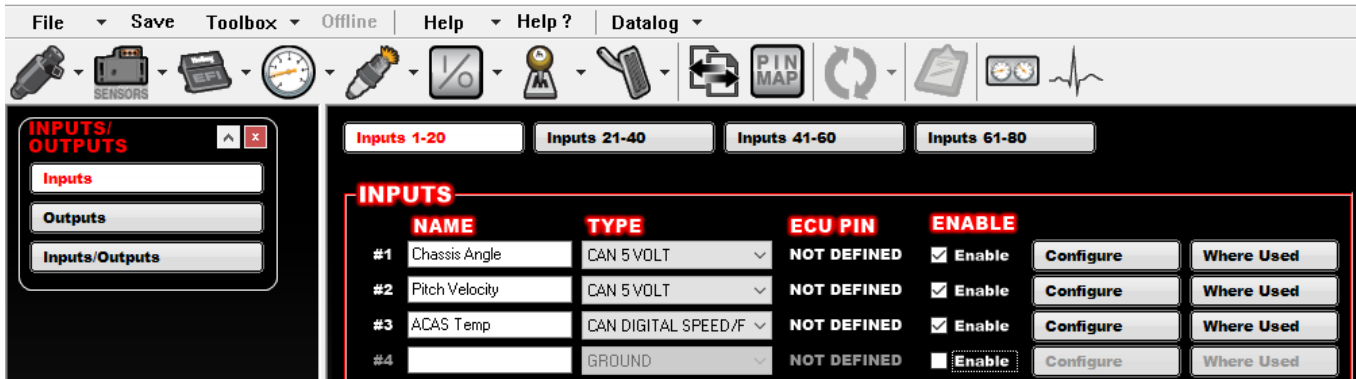 File Save Toolbox Offline Help Help ? Datalog
SENSORS Holley EFI I/O PIN MAP
INPUTS/
OUTPUTS
Inputs
Outputs
Inputs/Outputs
Inputs 1-20 Inputs 21-40 Inputs 41-60 Inputs 61-80
INPUTS
NAME TYPE ECU PIN ENABLE
#1 Chassis Angle CAN 5 VOLT NOT DEFINED Enable Configure Where Used
#2 Pitch Velocity CAN 5 VOLT NOT DEFINED Enable Configure Where Used
#3 ACAS Temp CAN DIGITAL SPEED/F NOT DEFINED Enable Configure Where Used
#4 GROUND NOT DEFINED Enable Configure Where Used